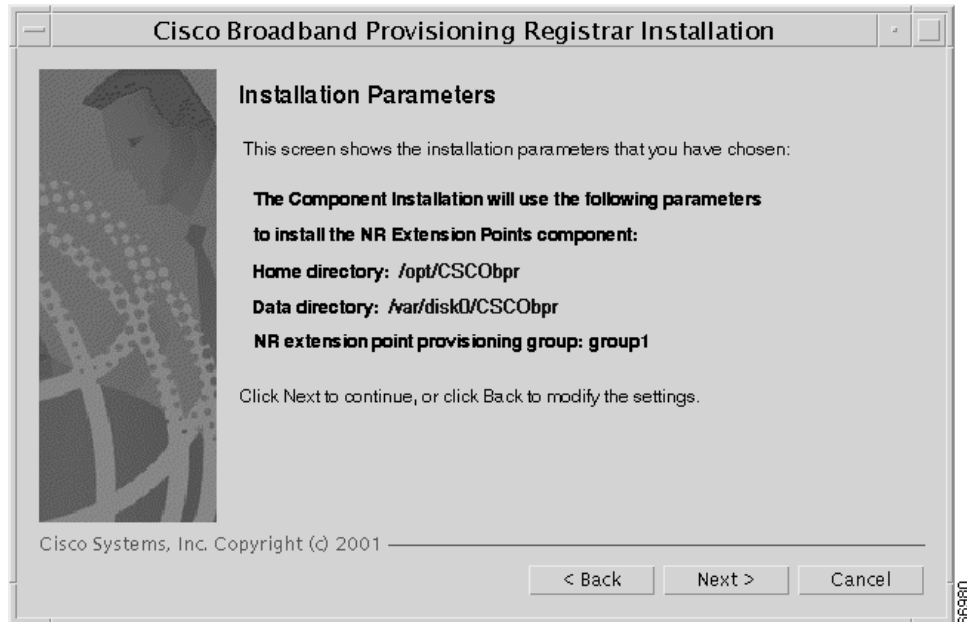 Cisco Broadband Provisioning Registrar Installation
Installation Parameters
This screen shows the installation parameters that you have chosen:
The Component Installation will use the following parameters
to install the NR Extension Points component:
Home directory: /opt/CSCObpr
Data directory: /var/disk0/CSCObpr
NR extension point provisioning group: group1
Click Next to continue, or click Back to modify the settings.
Cisco Systems, Inc. Copyright (c) 2001
< Back Next > Cancel
66980